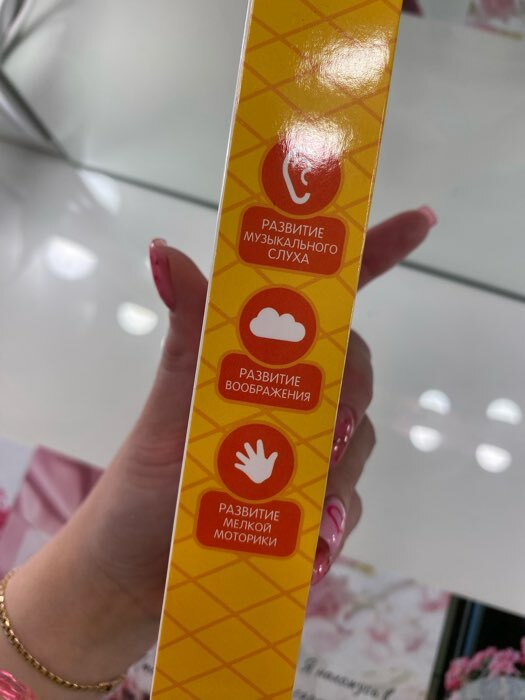 РАЗВИТИЕ
МУЗЫКАЛЬНОГО
СЛУХА
РАЗВИТИЕ
ВООБРАЖЕНИЯ
РАЗВИТИЕ
МЕЛКОЙ
МОТОРИКИ